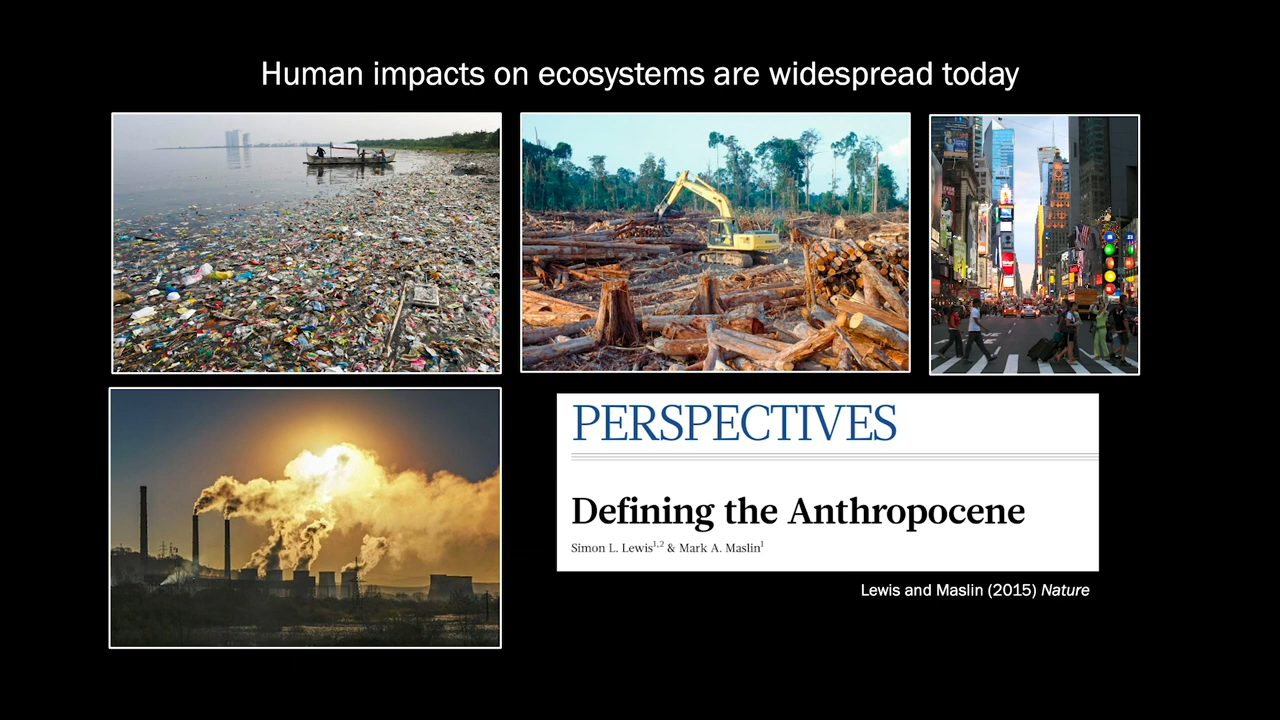 Human impacts on ecosystems are widespread today
PERSPECTIVES
Defining the Anthropocene
Simon L. Lewis1,2 & Mark A. Maslin1
Lewis and Maslin (2015) Nature